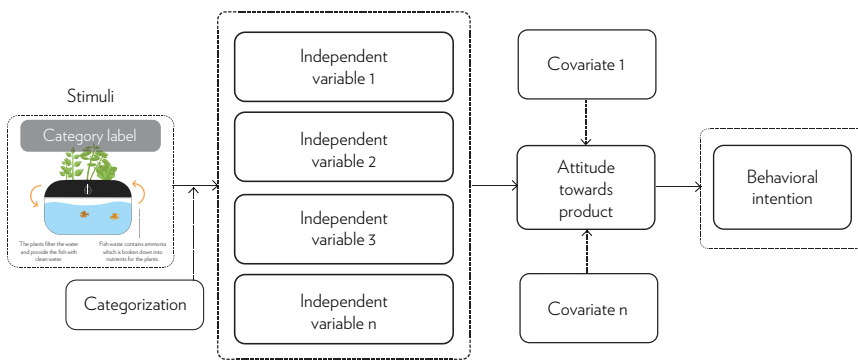 Stimuli
Category label
The plants filter the water
and provide the fish with
clean water.
Fish waste contains ammonia
which is broken down into
nutrients for the plants.
Categorization
Independent
variable 1
Independent
variable 2
Independent
variable 3
Independent
variable n
Covariate 1
Attitude
towards
product
Covariate n
Behavioral
intention